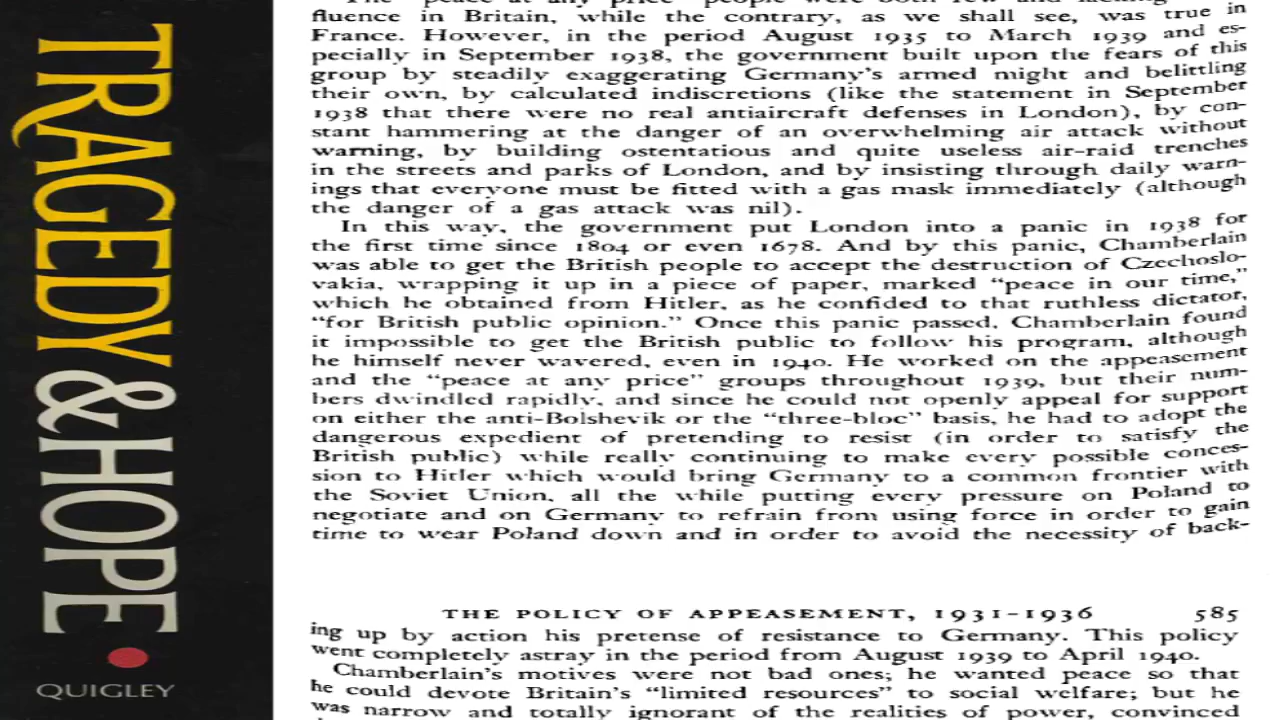 TRAGEDY & HOPE
QUIGLEY
The "peace at any price" people were both few and lacking
fluence in Britain, while the contrary, as we shall see, was true in
France. However, in the period August 1935 to March 1939 and es-
pecially in September 1938, the government built upon the fears of this
group by steadily exaggerating Germany's armed might and belittling
their own, by calculated indiscretions (like the statement in September
1938 that there were no real antiaircraft defenses in London), by con-
stant hammering at the danger of an overwhelming air attack without
warning, by building ostentatious and quite useless air-raid trenches
in the streets and parks of London, and by insisting through daily warn-
ings that everyone must be fitted with a gas mask immediately (although
the danger of a gas attack was nil).
In this way, the government put London into a panic in 1938 for
the first time since 1804 or even 1678. And by this panic, Chamberlain
was able to get the British people to accept the destruction of Czechoslo-
vakia, wrapping it up in a piece of paper, marked "peace in our time,"
which he obtained from Hitler, as he confided to that ruthless dictator,
"for British public opinion." Once this panic passed, Chamberlain found
it impossible to get the British public to follow his program, although
he himself never wavered, even in 1940. He worked on the appeasement
and the "peace at any price" groups throughout 1939, but their num-
bers dwindled rapidly, and since he could not openly appeal for support
on either the anti-Bolshevik or the "three-bloc" basis, he had to adopt the
dangerous expedient of pretending to resist (in order to satisfy the
British public) while really continuing to make every possible conces-
sion to Hitler which would bring Germany to a common frontier with
the Soviet Union, all the while putting every pressure on Poland to
negotiate and on Germany to refrain from using force in order to gain
time to wear Poland down and in order to avoid the necessity of back-
THE POLICY OF APPEASEMENT, 1931-1936 585
ing up by action his pretense of resistance to Germany. This policy
went completely astray in the period from August 1939 to April 1940.
Chamberlain's motives were not bad ones; he wanted peace so that
he could devote Britain's "limited resources" to social welfare; but he
was narrow and totally ignorant of the realities of power, convinced